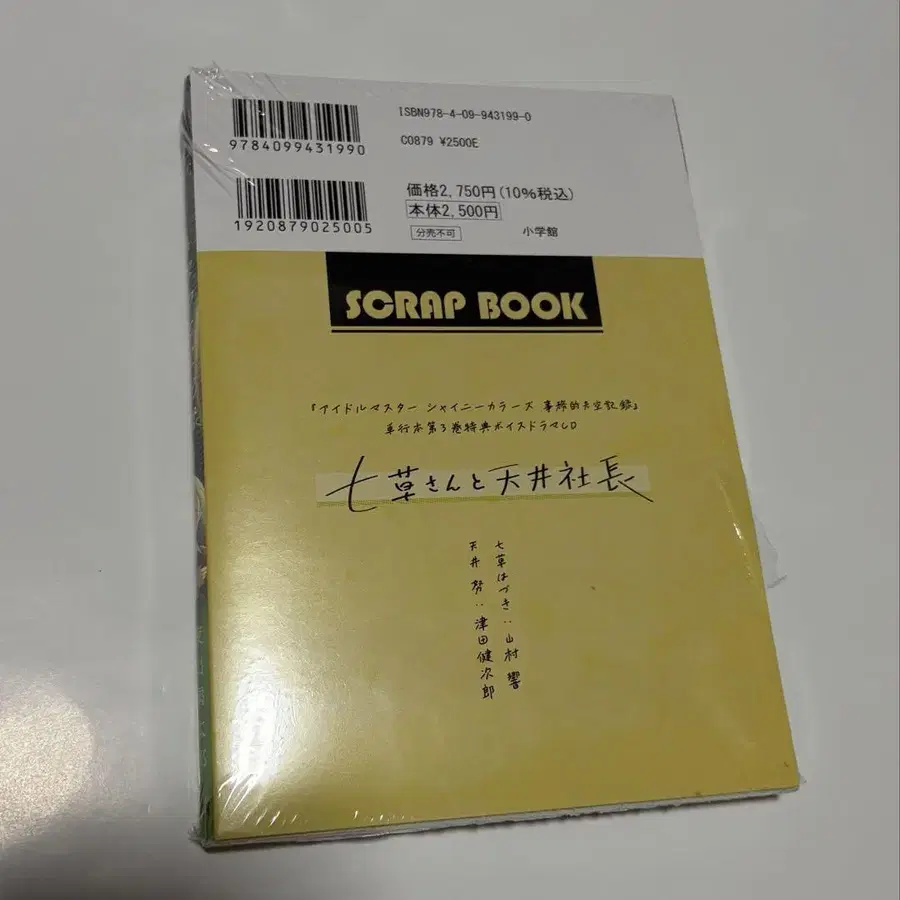 ISBN978-4-09-943199-0
9784099431990
C0879 ¥2500E
価格2,750円(10%税込)
本体2,500円
1920879025005
分売不可
小学館
SCRAP BOOK
『アイドルマスター シャイニーカラーズ 事務的光空記録』
単行本第3巻特典ボイスドラマCD
七草さんと天井社長
七草はづき:山村 響
天井 努:津田健次郎